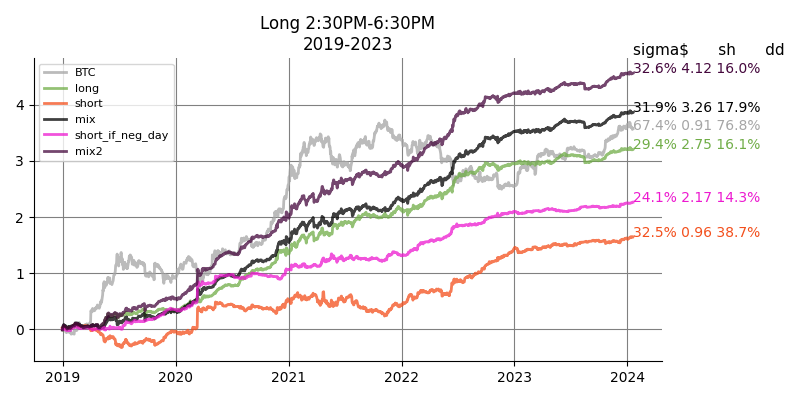 Long 2:30PM-6:30PM
2019-2023
sigma$ sh dd
32.6% 4.12 16.0%
31.9% 3.26 17.9%
67.4% 0.91 76.8%
29.4% 2.75 16.1%
24.1% 2.17 14.3%
32.5% 0.96 38.7%
BTC
long
short
mix
short_if_neg_day
mix2
4
3
2
1
0
2019 2020 2021 2022 2023 2024